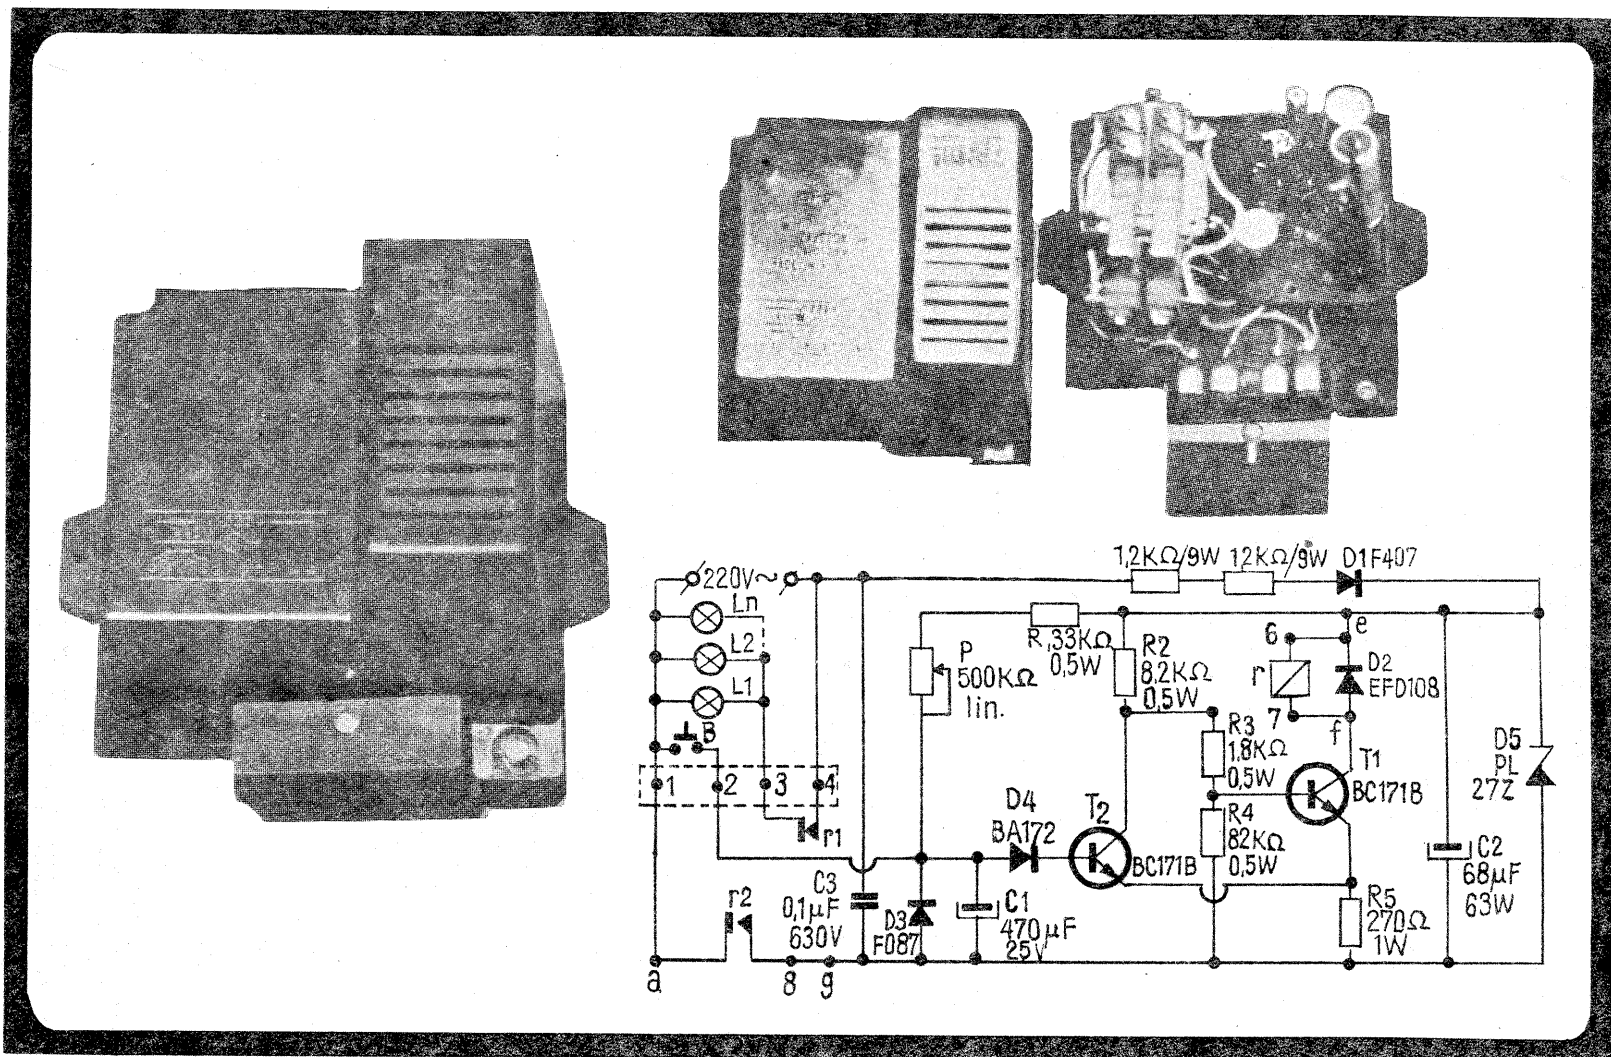 1,2KΩ/9W 12KΩ/9W D1F407
220V~
Ln
L2
L1
B
1 2 3 4
r1
r2
a 8 g
R, 33KΩ
0,5W
P
500KΩ
lin.
R2
8,2KΩ
0,5W
6 e
r
7 f
D2
EFD108
R3
1,8KΩ
0,5W
T1
BC171B
D5
PL
27Z
D4
BA172
T2
BC171B
R4
82KΩ
0,5W
C3
0,1µF
630V
D3
F087
C1
470µF
25V
R5
270Ω
1W
C2
68µF
63W